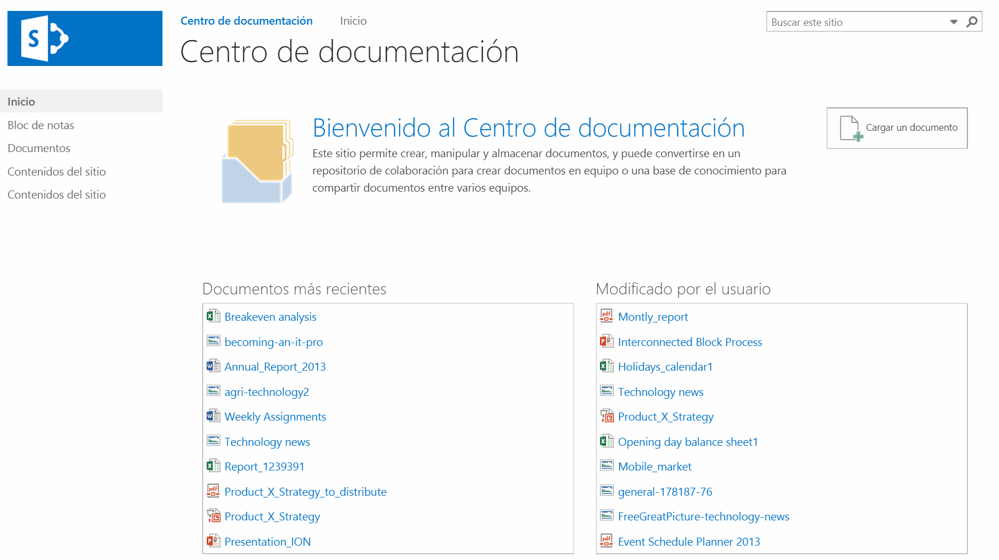 S
Centro de documentación
Inicio
Buscar este sitio
Centro de documentación
Inicio
Bloc de notas
Documentos
Contenidos del sitio
Contenidos del sitio
Bienvenido al Centro de documentación
Este sitio permite crear, manipular y almacenar documentos, y puede convertirse en un
repositorio de colaboración para crear documentos en equipo o una base de conocimiento para
compartir documentos entre varios equipos.
Cargar un documento
Documentos más recientes
Breakeven analysis
becoming-an-it-pro
Annual_Report_2013
agri-technology2
Weekly Assignments
Technology news
Report_1239391
Product_X_Strategy_to_distribute
Product_X_Strategy
Presentation_ION
Modificado por el usuario
Montly_report
Interconnected Block Process
Holidays_calendar1
Technology news
Product_X_Strategy
Opening day balance sheet1
Mobile_market
general-178187-76
FreeGreatPicture-technology-news
Event Schedule Planner 2013